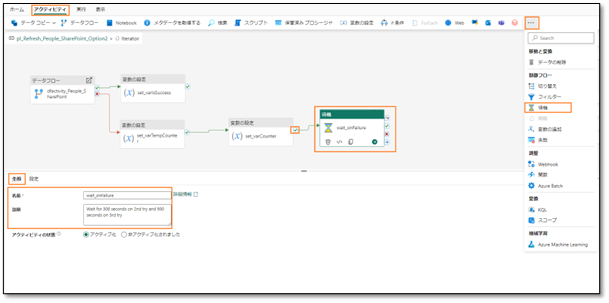 ホーム アクティビティ 実行 表示
データ コピー データフロー Notebook メタデータを取得する 検索 スクリプト 保管済み プロシージャ 変数の設定 If 条件 ForEach Web
pl_Refresh_People_SharePoint_Option2 > Iterator
Search
移動と変換
データの削除
制御フロー
切り替え
フィルター
待機
変数の追加
失敗
調整
Webhook
関数
Azure Batch
変換
KQL
スコープ
機械学習
Azure Machine Learning
データフロー
dfactivity_People_S
harePoint
変数の設定
set_varIsSuccess
変数の設定
set_varTempCounte
r
変数の設定
set_varCounter
待機
wait_onfailure
全般 設定
名前 * wait_onfailure 詳細情報
説明 Wait for 300 seconds on 2nd try and 900
seconds on 3rd try
アクティビティの状態 アクティブ化 非アクティブ化されました